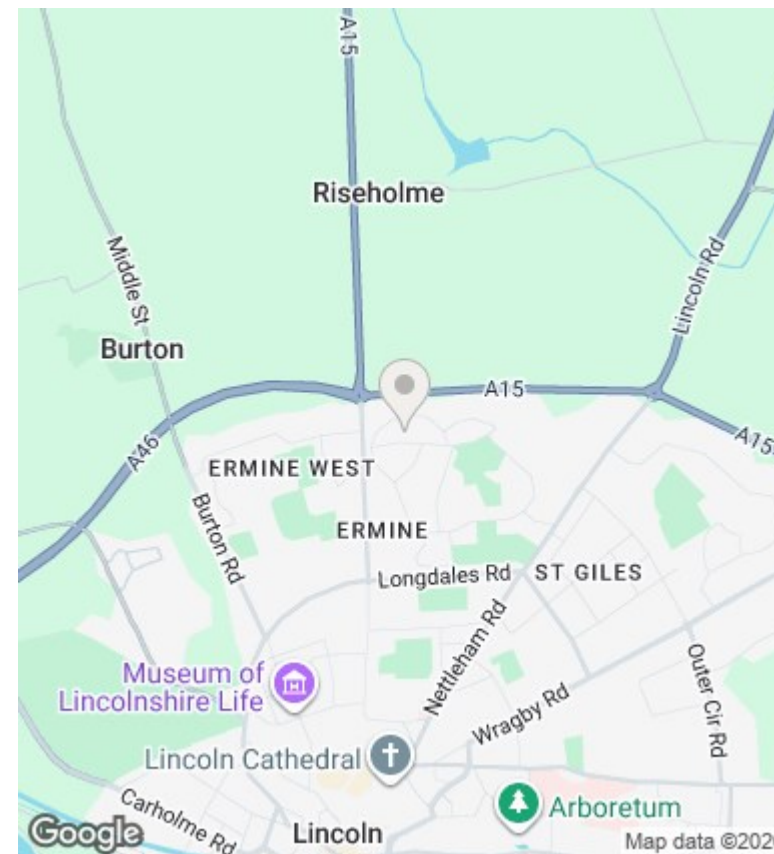 A15
Riseholme
Middle St
Lincoln Rd
Burton
A15
A15
A46
ERMINE WEST
Burton Rd
ERMINE
Longdales Rd
ST GILES
Nettleham Rd
Museum of
Lincolnshire Life
Outer Cir Rd
Wragby Rd
Lincoln Cathedral
Carholme Rd
Arboretum
Lincoln
Google
Map data ©202